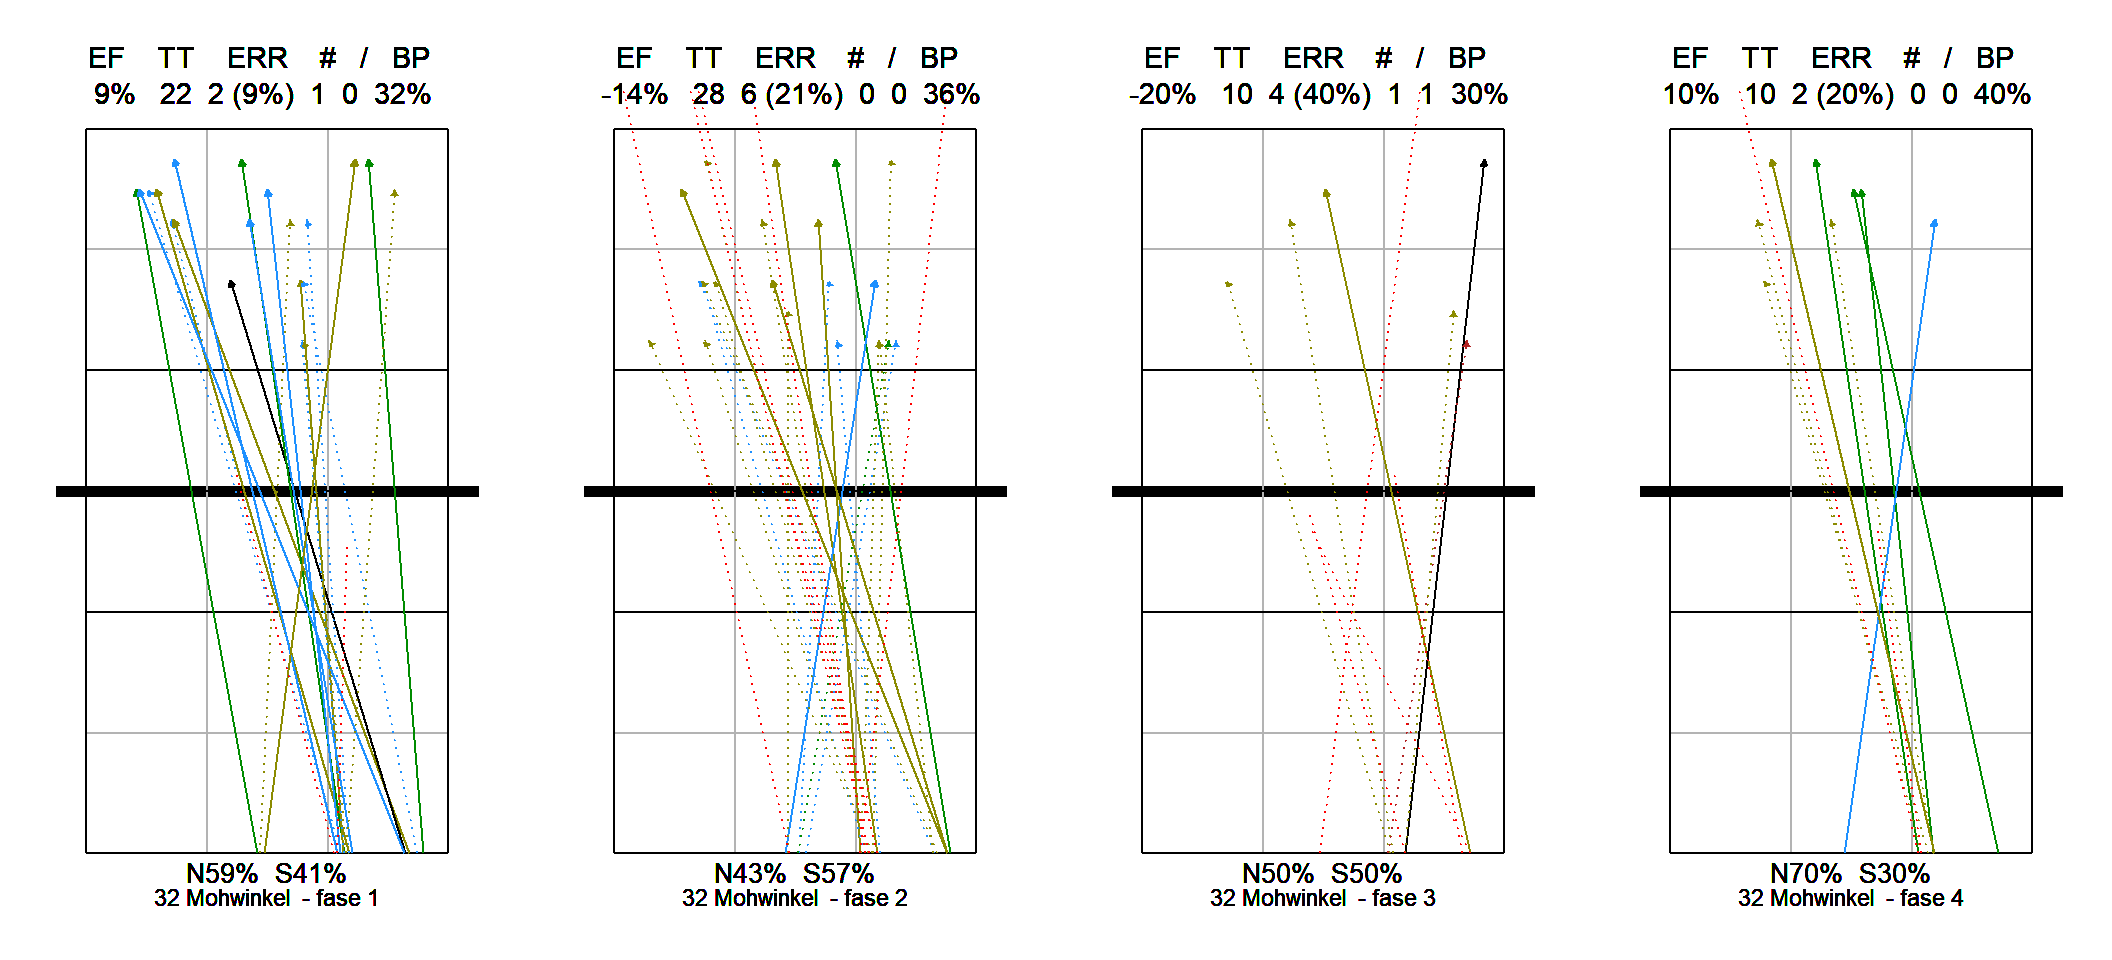 EF TT ERR # / BP
9% 22 2 (9%) 1 0 32%
N59% S41%
32 Mohwinkel - fase 1
EF TT ERR # / BP
-14% 28 6 (21%) 0 0 36%
N43% S57%
32 Mohwinkel - fase 2
EF TT ERR # / BP
-20% 10 4 (40%) 1 1 30%
N50% S50%
32 Mohwinkel - fase 3
EF TT ERR # / BP
10% 10 2 (20%) 0 0 40%
N70% S30%
32 Mohwinkel - fase 4